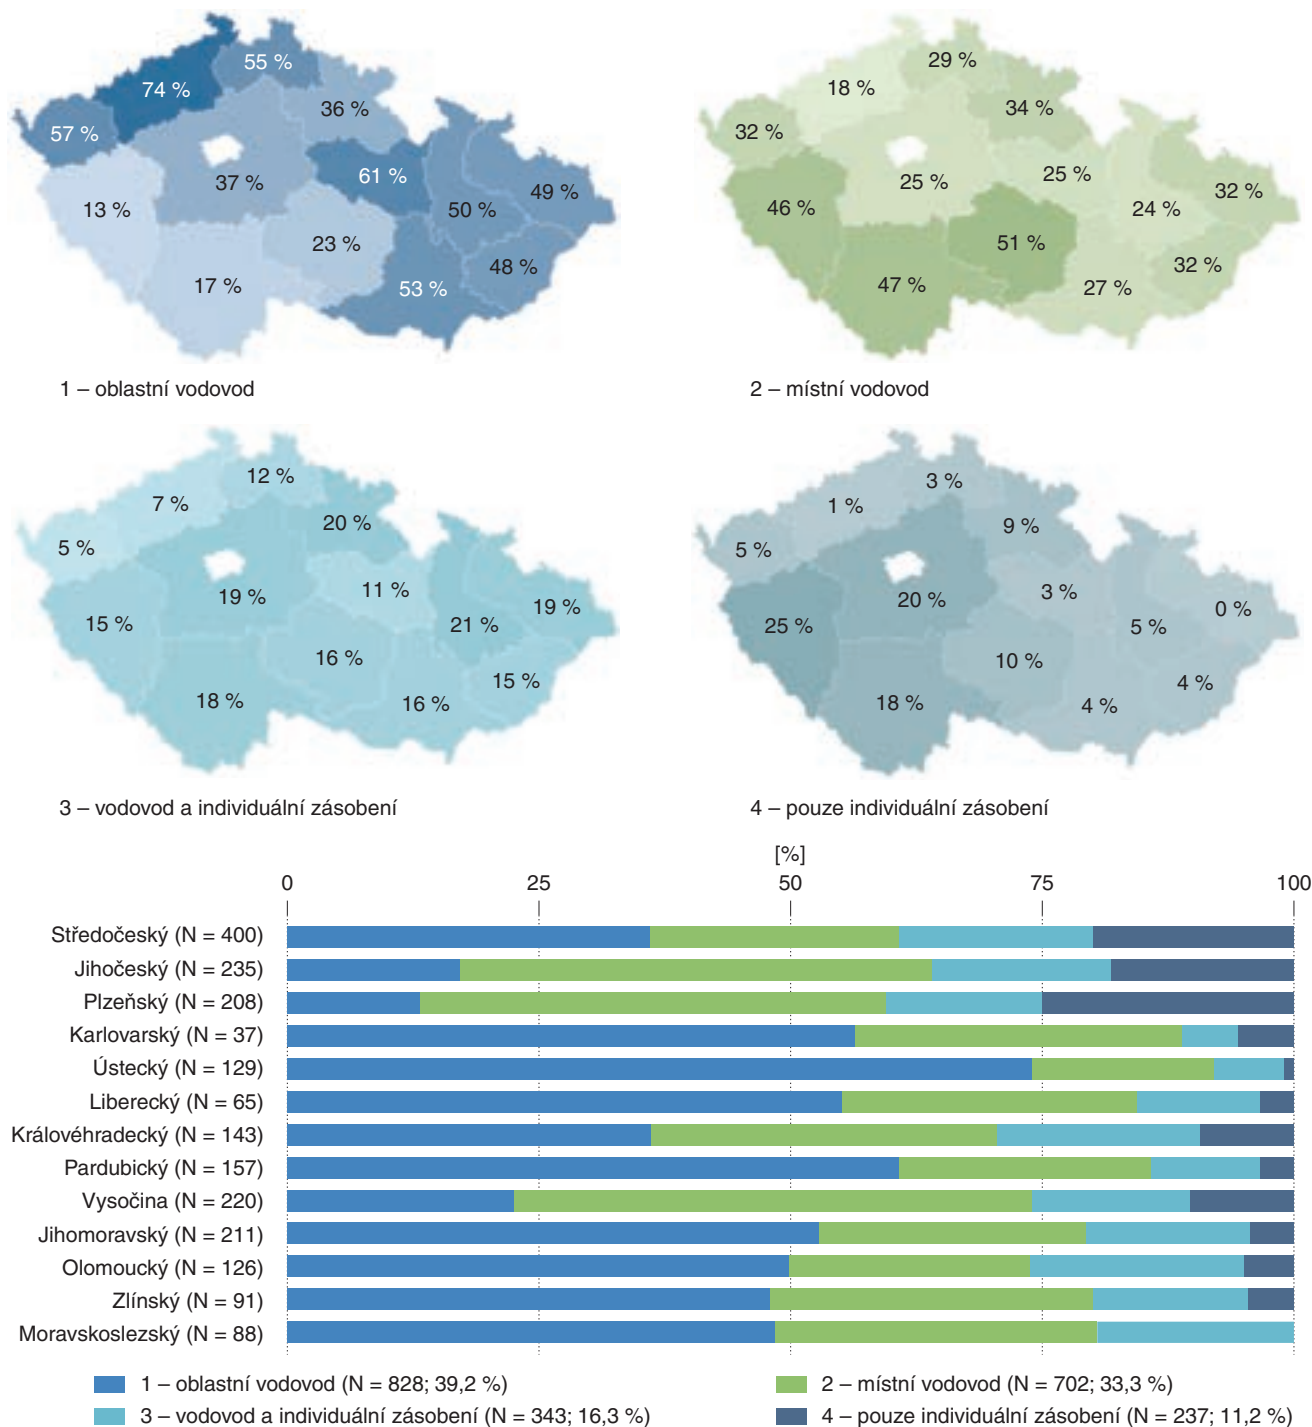 55 %
74 %
36 %
57 %
61 %
37 %
49 %
13 %
50 %
23 %
48 %
17 %
53 %
1 – oblastní vodovod
29 %
18 %
34 %
32 %
25 %
25 %
32 %
46 %
24 %
51 %
32 %
47 %
27 %
2 – místní vodovod
12 %
7 %
20 %
5 %
11 %
19 %
19 %
15 %
21 %
16 %
15 %
18 %
16 %
3 – vodovod a individuální zásobení
3 %
1 %
9 %
5 %
3 %
20 %
0 %
25 %
5 %
10 %
4 %
18 %
4 %
4 – pouze individuální zásobení
[%]
0 25 50 75 100
Středočeský (N = 400)
Jihočeský (N = 235)
Plzeňský (N = 208)
Karlovarský (N = 37)
Ústecký (N = 129)
Liberecký (N = 65)
Královéhradecký (N = 143)
Pardubický (N = 157)
Vysočina (N = 220)
Jihomoravský (N = 211)
Olomoucký (N = 126)
Zlínský (N = 91)
Moravskoslezský (N = 88)
1 – oblastní vodovod (N = 828; 39,2 %)
2 – místní vodovod (N = 702; 33,3 %)
3 – vodovod a individuální zásobení (N = 343; 16,3 %)
4 – pouze individuální zásobení (N = 237; 11,2 %)